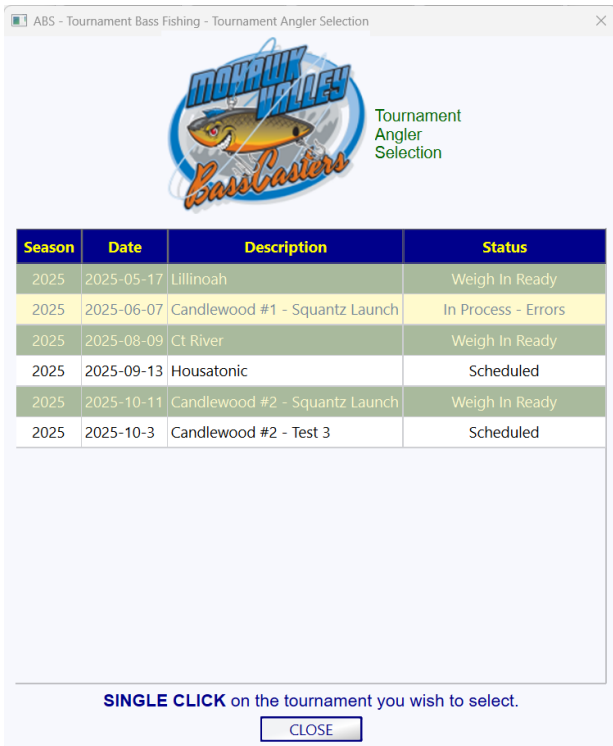 ABS - Tournament Bass Fishing - Tournament Angler Selection
MOHAWK
VALLEY
BassCasters
Tournament
Angler
Selection
Season Date Description Status
2025 2025-05-17 Lillinoah Weigh In Ready
2025 2025-06-07 Candlewood #1 - Squantz Launch In Process - Errors
2025 2025-08-09 Ct River Weigh In Ready
2025 2025-09-13 Housatonic Scheduled
2025 2025-10-11 Candlewood #2 - Squantz Launch Weigh In Ready
2025 2025-10-3 Candlewood #2 - Test 3 Scheduled
SINGLE CLICK on the tournament you wish to select.
CLOSE